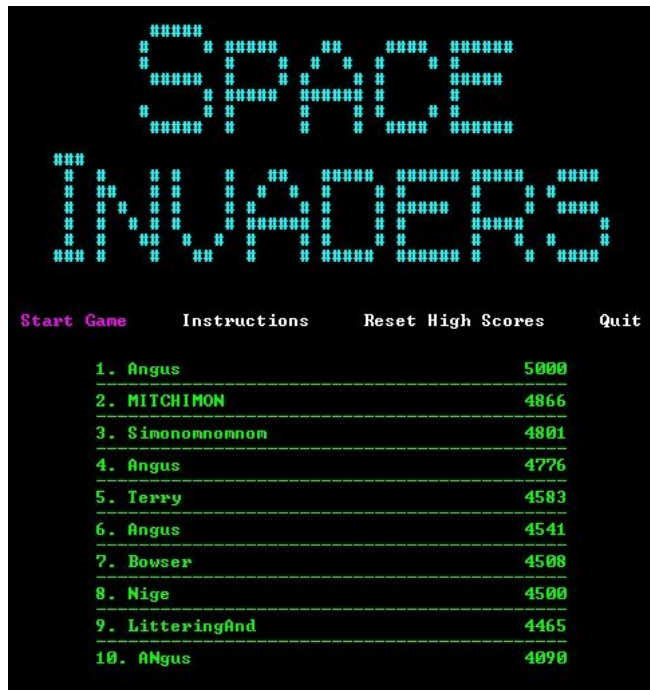 SPACE
INVADERS
Start Game Instructions Reset High Scores Quit
1. Angus 5000
2. MITCHIMON 4866
3. Simonomnomnom 4801
4. Angus 4776
5. Terry 4583
6. Angus 4541
7. Bowser 4508
8. Nige 4500
9. LitteringAnd 4465
10. ANgus 4090